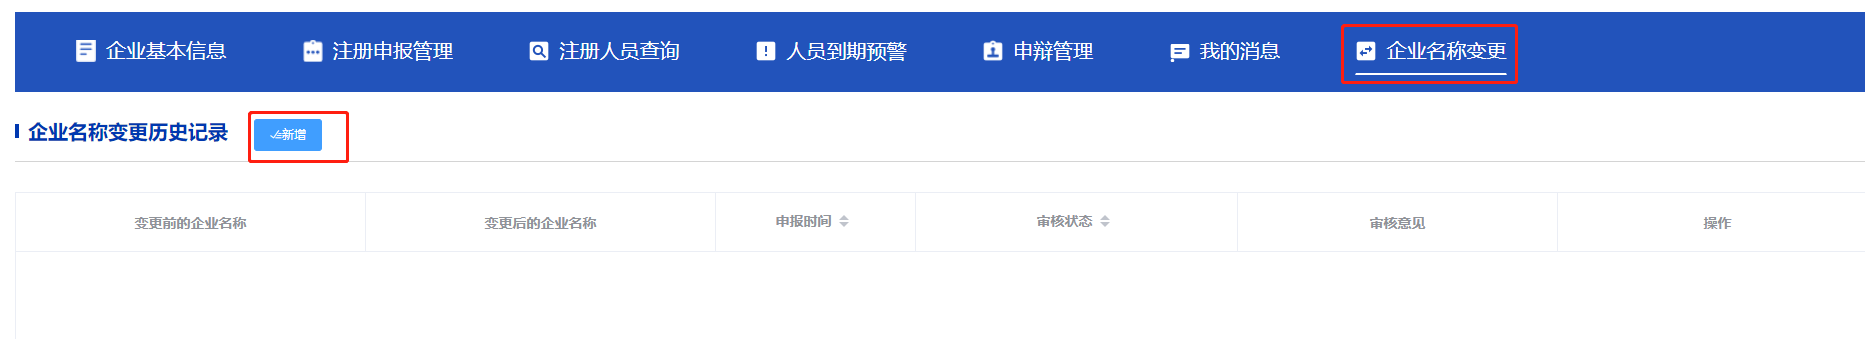 企业基本信息 注册申报管理 注册人员查询 人员到期预警 申辩管理 我的消息 企业名称变更
企业名称变更历史记录 新增
变更前的企业名称 变更后的企业名称 申报时间 审核状态 审核意见 操作